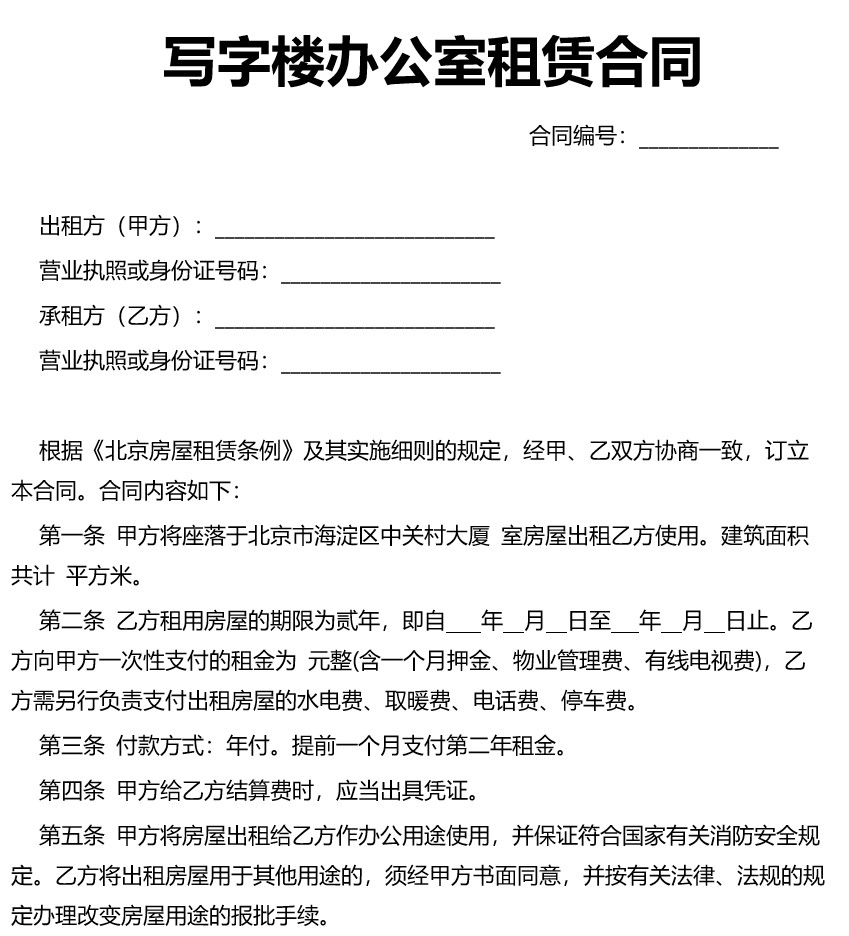 写字楼办公室租赁合同
合同编号：______________
出租方（甲方）：____________________________
营业执照或身份证号码：______________________
承租方（乙方）：____________________________
营业执照或身份证号码：______________________
根据《北京房屋租赁条例》及其实施细则的规定，经甲、乙双方协商一致，订立
本合同。合同内容如下：
第一条 甲方将座落于北京市海淀区中关村大厦 室房屋出租乙方使用。建筑面积
共计 平方米。
第二条 乙方租用房屋的期限为贰年，即自___年__月__日至___年__月__日止。乙
方向甲方一次性支付的租金为 元整(含一个月押金、物业管理费、有线电视费)，乙
方需另行负责支付出租房屋的水电费、取暖费、电话费、停车费。
第三条 付款方式：年付。提前一个月支付第二年租金。
第四条 甲方给乙方结算费时，应当出具凭证。
第五条 甲方将房屋出租给乙方作办公用途使用，并保证符合国家有关消防安全规
定。乙方将出租房屋用于其他用途的，须经甲方书面同意，并按有关法律、法规的规
定办理改变房屋用途的报批手续。